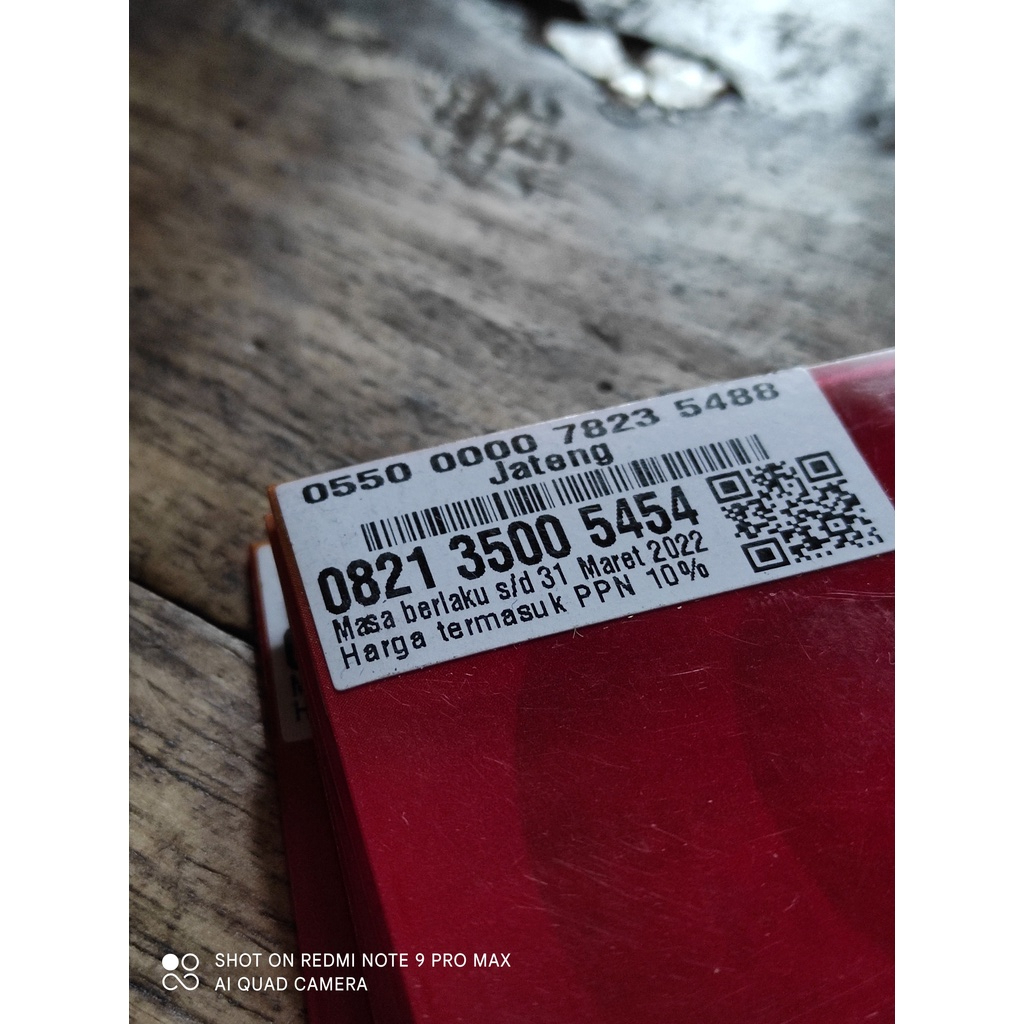 0550 0000 7823 5488
Jateng
0821 3500 5454
Masa berlaku s/d 31 Maret 2022
Harga termasuk PPN 10%
SHOT ON REDMI NOTE 9 PRO MAX
AI QUAD CAMERA